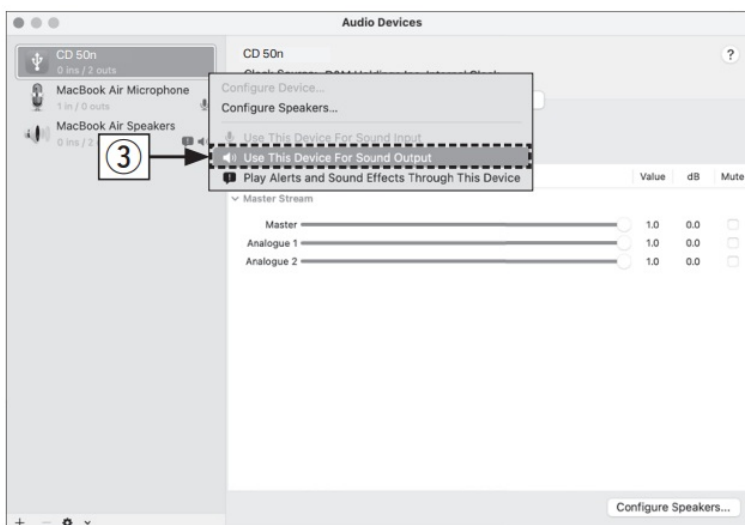 Audio Devices
CD 50n
0 ins / 2 outs
MacBook Air Microphone
1 in / 0 outs
MacBook Air Speakers
0 ins / 2
3
CD 50n
?
Configure Device...
Configure Speakers...
Use This Device For Sound Input
Use This Device For Sound Output
Play Alerts and Sound Effects Through This Device
Value dB Mute
Master Stream
Master 1.0 0.0
Analogue 1 1.0 0.0
Analogue 2 1.0 0.0
Configure Speakers...